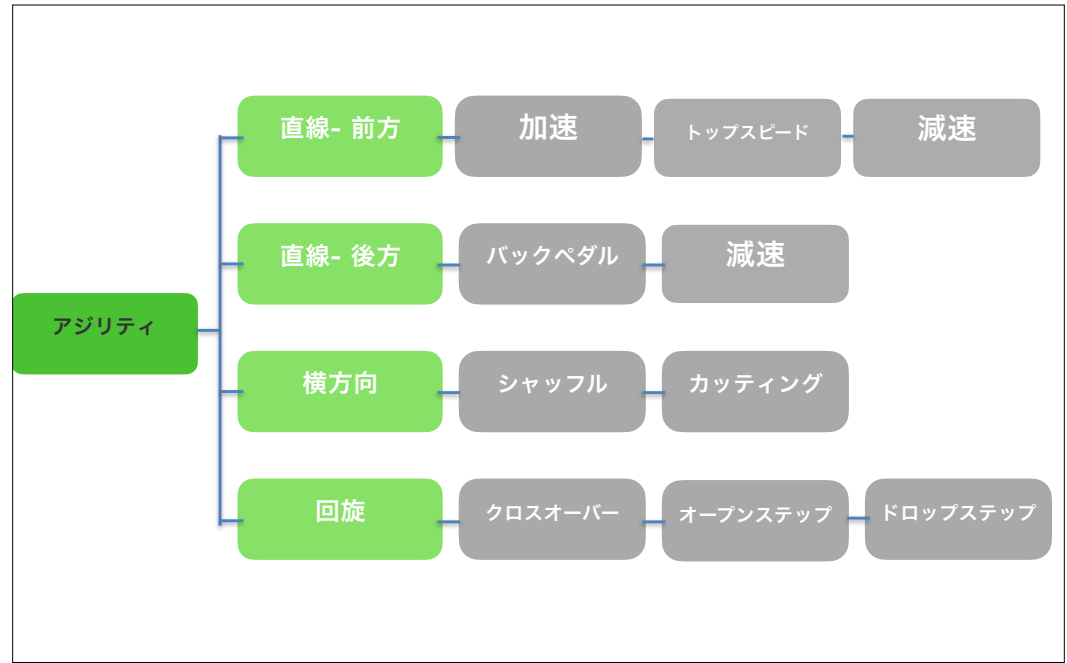 直線- 前方
加速
トップスピード
減速
直線- 後方
バックペダル
減速
アジリティ
横方向
シャッフル
カッティング
回旋
クロスオーバー
オープンステップ
ドロップステップ